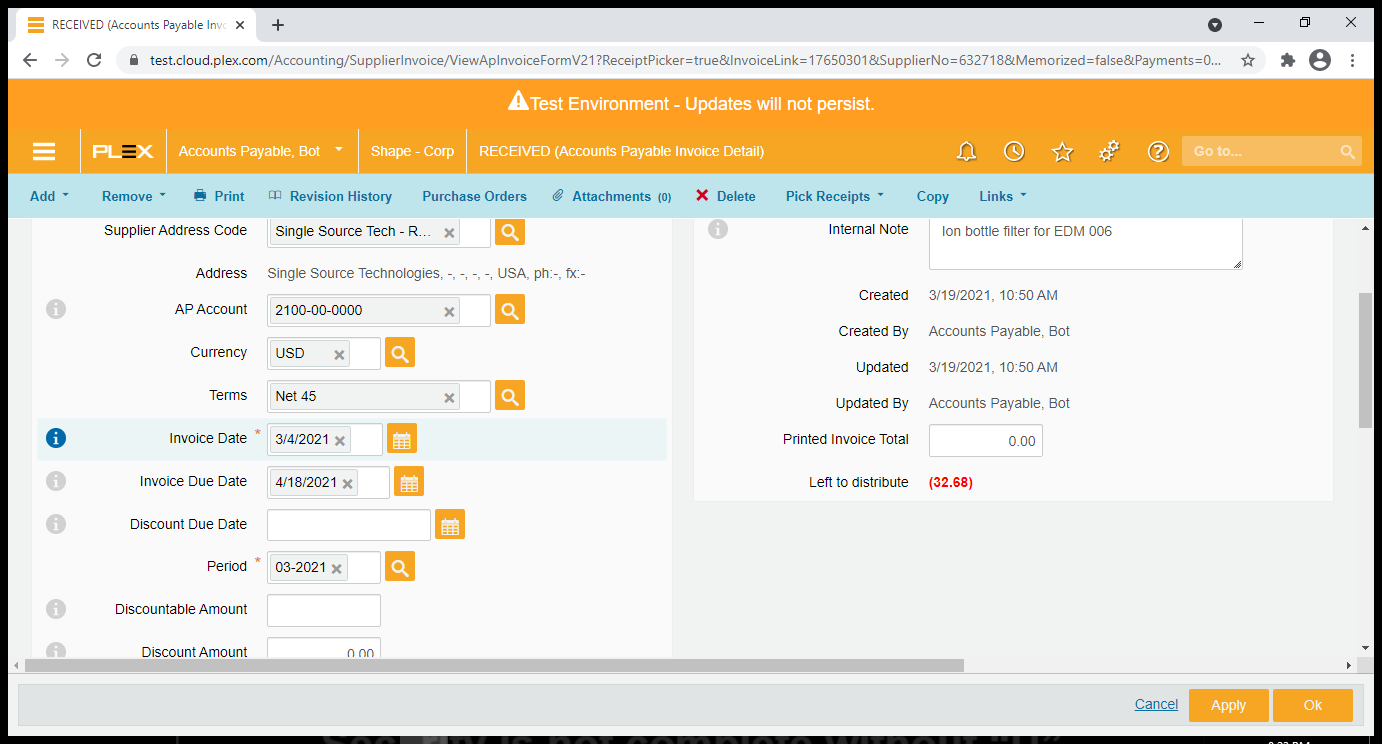 RECEIVED (Accounts Payable Invo
test.cloud.plex.com/Accounting/SupplierInvoice/ViewApInvoiceFormV21?ReceiptPicker=true&InvoiceLink=17650301&SupplierNo=632718&Memorized=false&Payments=0...
Test Environment - Updates will not persist.
PLEX Accounts Payable, Bot Shape - Corp RECEIVED (Accounts Payable Invoice Detail) Go to...
Add Remove Print Revision History Purchase Orders Attachments (0) Delete Pick Receipts Copy Links
Supplier Address Code Single Source Tech - R...
Address Single Source Technologies, -, -, -, -, USA, ph:-, fx:-
AP Account 2100-00-0000
Currency USD
Terms Net 45
Invoice Date * 3/4/2021
Invoice Due Date 4/18/2021
Discount Due Date
Period * 03-2021
Discountable Amount
Discount Amount 0.00
Internal Note Ion bottle filter for EDM 006
Created 3/19/2021, 10:50 AM
Created By Accounts Payable, Bot
Updated 3/19/2021, 10:50 AM
Updated By Accounts Payable, Bot
Printed Invoice Total 0.00
Left to distribute (32.68)
Cancel Apply Ok
is not complete without "U"